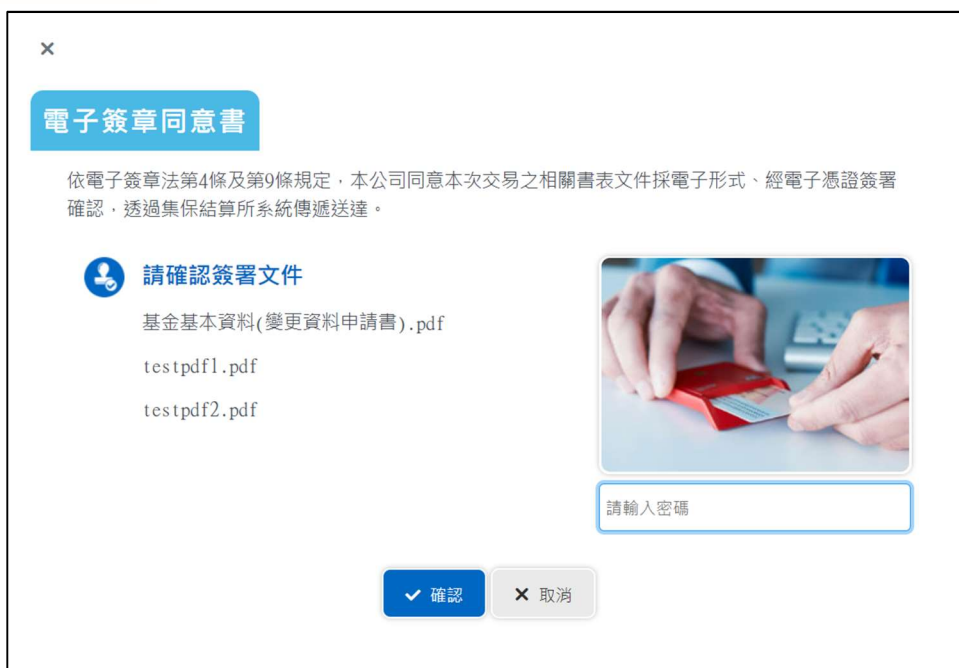 ×
電子簽章同意書
依電子簽章法第4條及第9條規定，本公司同意本次交易之相關書表文件採電子形式、經電子憑證簽署
確認，透過集保結算所系統傳遞送達。
請確認簽署文件
基金基本資料(變更資料申請書).pdf
testpdf1.pdf
testpdf2.pdf
請輸入密碼
✓ 確認
✕ 取消